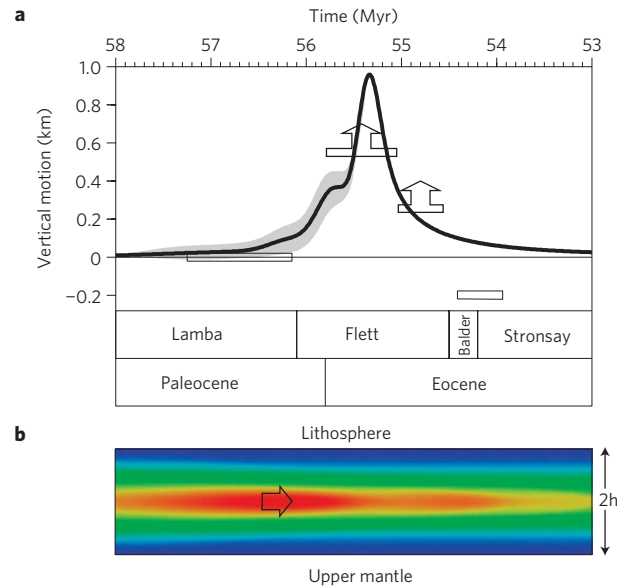 a
Time (Myr)
58 57 56 55 54 53
Vertical motion (km)
1.0
0.8
0.6
0.4
0.2
0
−0.2
Lamba Flett Balder Stronsay
Paleocene Eocene
b
Lithosphere
2h
Upper mantle